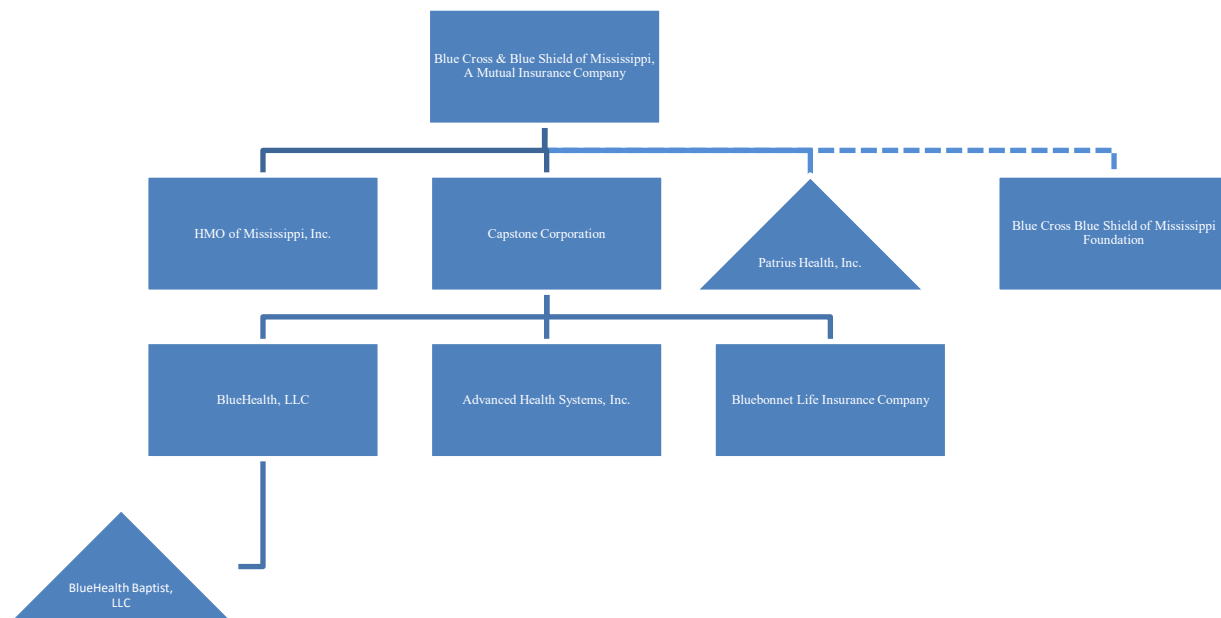 Blue Cross & Blue Shield of Mississippi,
A Mutual Insurance Company
HMO of Mississippi, Inc.
Capstone Corporation
Patrius Health, Inc.
Blue Cross Blue Shield of Mississippi
Foundation
BlueHealth, LLC
Advanced Health Systems, Inc.
Bluebonnet Life Insurance Company
BlueHealth Baptist,
LLC